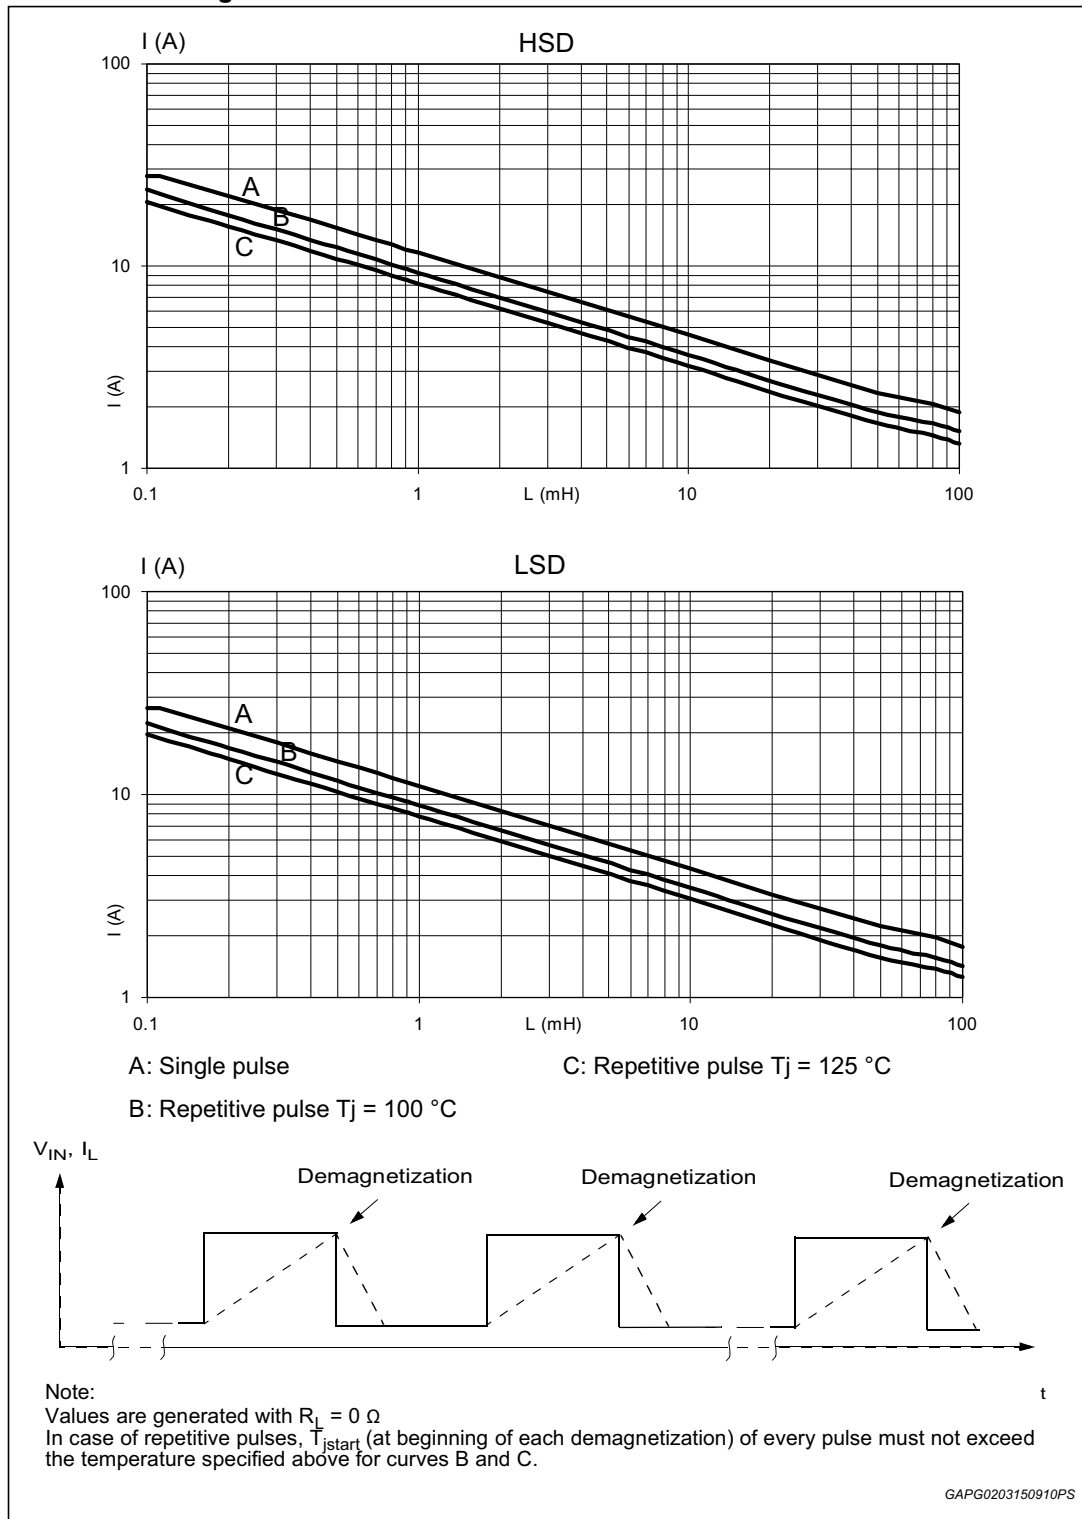 I (A)
HSD
100
A
B
C
10
I (A)
1
0.1
1
L (mH)
10
100
I (A)
LSD
100
A
B
C
10
I (A)
1
0.1
1
L (mH)
10
100
A: Single pulse
C: Repetitive pulse Tj = 125 °C
B: Repetitive pulse Tj = 100 °C
VIN, IL
Demagnetization
Demagnetization
Demagnetization
t
Note:
Values are generated with RL = 0 Ω
In case of repetitive pulses, Tjstart (at beginning of each demagnetization) of every pulse must not exceed
the temperature specified above for curves B and C.
GAPG0203150910PS